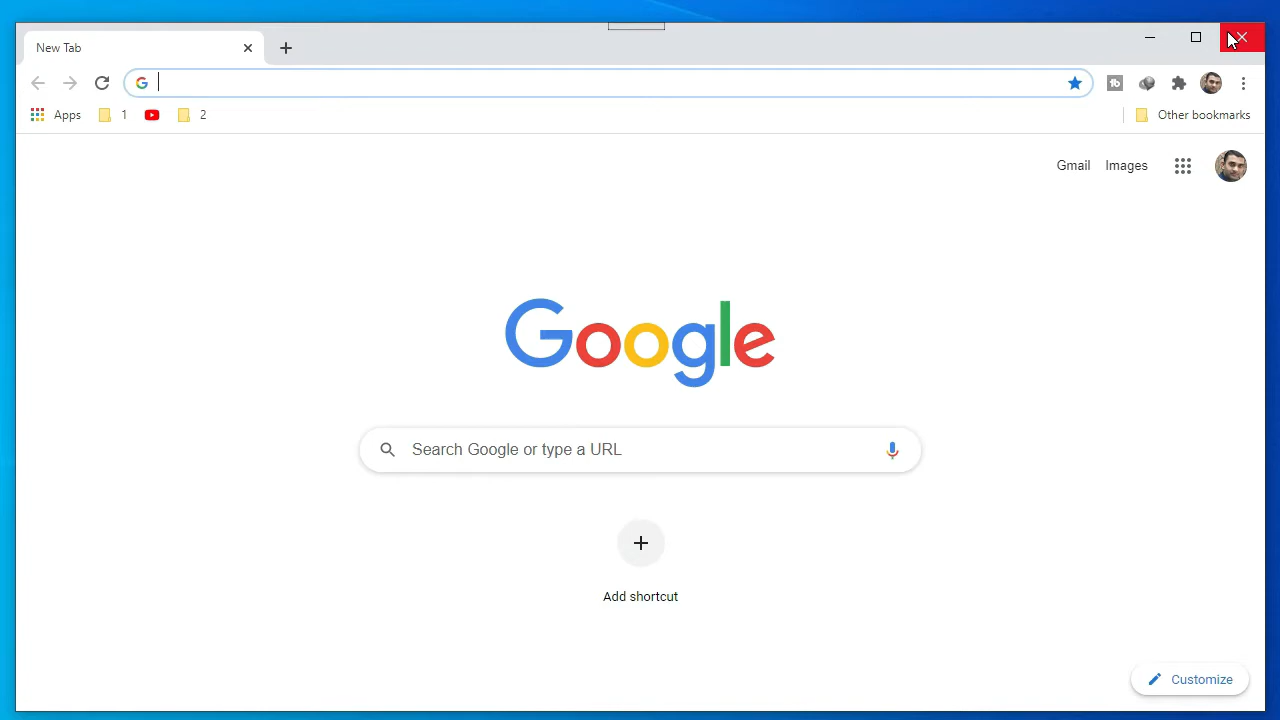 New Tab
Apps 1 2 Other bookmarks
Gmail Images
Google
Search Google or type a URL
Add shortcut
Customize